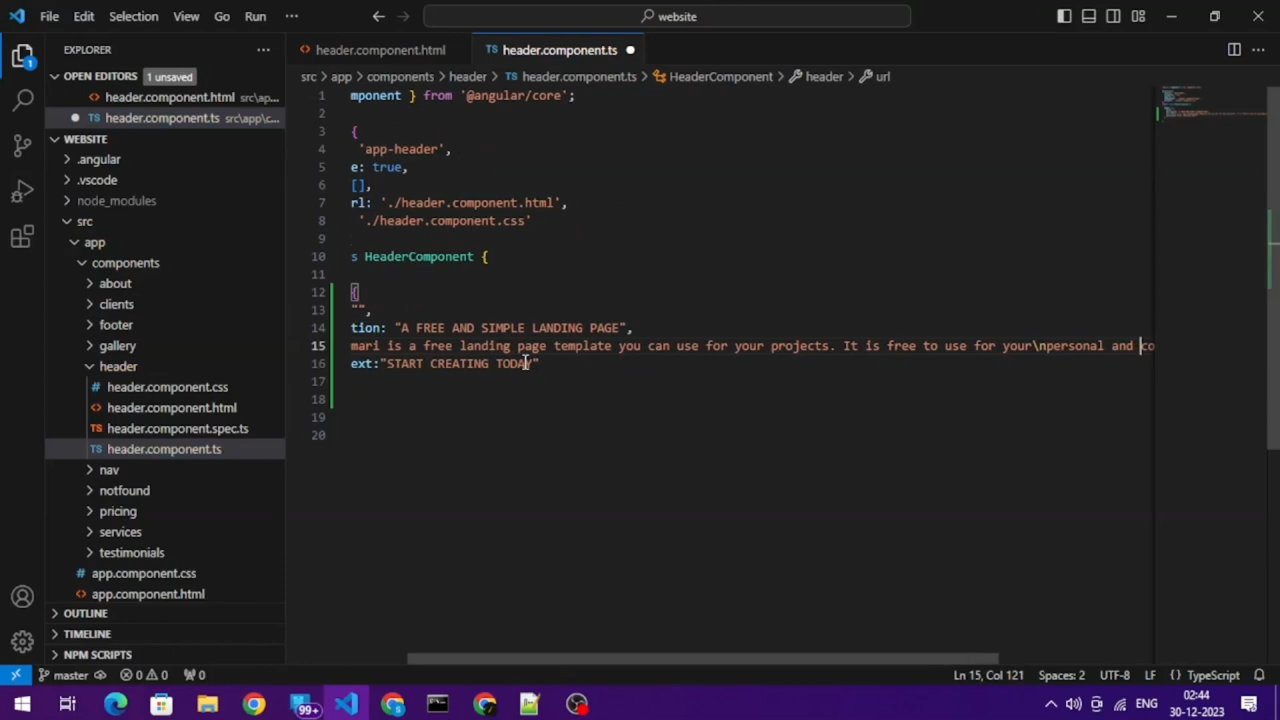 File Edit Selection View Go Run ··· website
EXPLORER ···
OPEN EDITORS 1 unsaved
header.component.html src\ap...
header.component.ts src\app\c...
WEBSITE
.angular
.vscode
node_modules
src
app
components
about
clients
footer
gallery
header
header.component.css
header.component.html
header.component.spec.ts
header.component.ts
nav
notfound
pricing
services
testimonials
app.component.css
app.component.html
OUTLINE
TIMELINE
NPM SCRIPTS
header.component.html TS header.component.ts
src > app > components > header > TS header.component.ts > HeaderComponent > header > url
1 mponent } from '@angular/core';
2
3 {
4 'app-header',
5 e: true,
6 [],
7 rl: './header.component.html',
8 './header.component.css'
9
10 s HeaderComponent {
11
12 {
13 "",
14 tion: "A FREE AND SIMPLE LANDING PAGE",
15 mari is a free landing page template you can use for your projects. It is free to use for your\npersonal and co
16 ext:"START CREATING TODAY"
17
18
19
20
master 0 0 0 Ln 15, Col 121 Spaces: 2 UTF-8 LF TypeScript
99+ ENG 02:44
30-12-2023